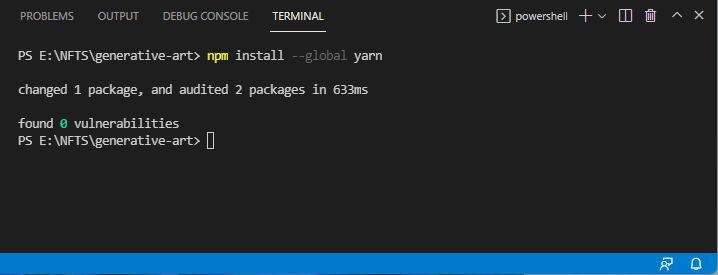 PROBLEMS OUTPUT DEBUG CONSOLE TERMINAL powershell
PS E:\NFTS\generative-art> npm install --global yarn
changed 1 package, and audited 2 packages in 633ms
found 0 vulnerabilities
PS E:\NFTS\generative-art>